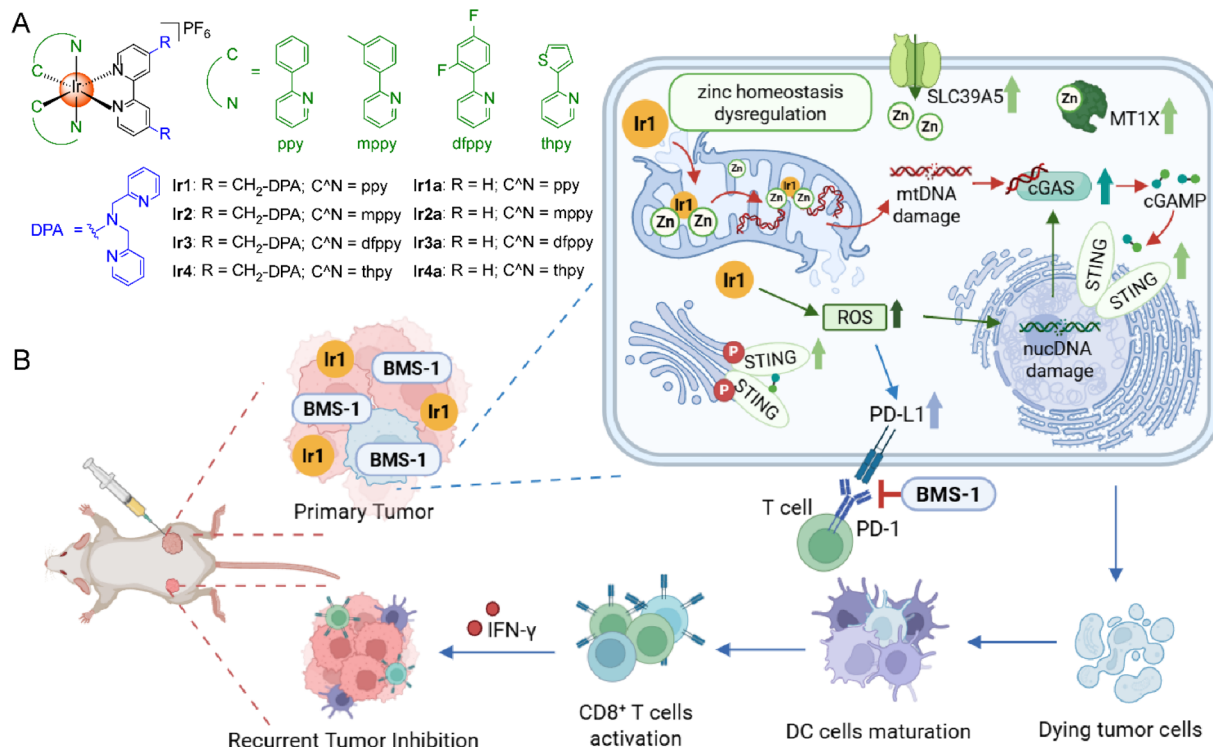 A
PF6
R
N
C
Ir
N
C
N
N
R
C
N
=
F
F
S
N
N
N
N
ppy
mppy
dfppy
thpy
DPA =
N
N
N
Ir1: R = CH2-DPA; C^N = ppy
Ir1a: R = H; C^N = ppy
Ir2: R = CH2-DPA; C^N = mppy
Ir2a: R = H; C^N = mppy
Ir3: R = CH2-DPA; C^N = dfppy
Ir3a: R = H; C^N = dfppy
Ir4: R = CH2-DPA; C^N = thpy
Ir4a: R = H; C^N = thpy
zinc homeostasis
dysregulation
SLC39A5
Zn
Zn
Zn
MT1X
Ir1
Zn
Ir1
Zn
Zn
Ir1
Zn
Zn
mtDNA
damage
cGAS
cGAMP
STING
STING
Ir1
ROS
nucDNA
damage
P
STING
P
STING
PD-L1
T cell
PD-1
BMS-1
B
Ir1
BMS-1
BMS-1
Ir1
Ir1
BMS-1
Primary Tumor
IFN-γ
Recurrent Tumor Inhibition
CD8+ T cells
activation
DC cells maturation
Dying tumor cells